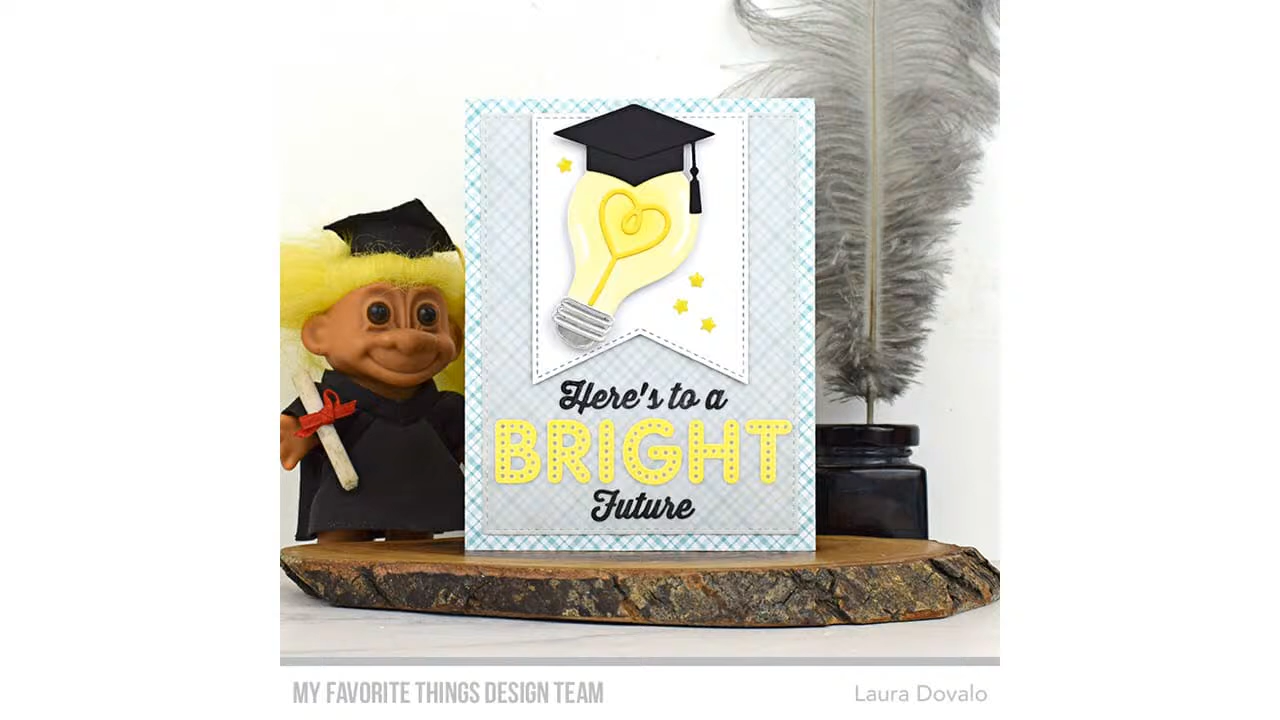 Here's to a
BRIGHT
Future
MY FAVORITE THINGS DESIGN TEAM
Laura Dovalo